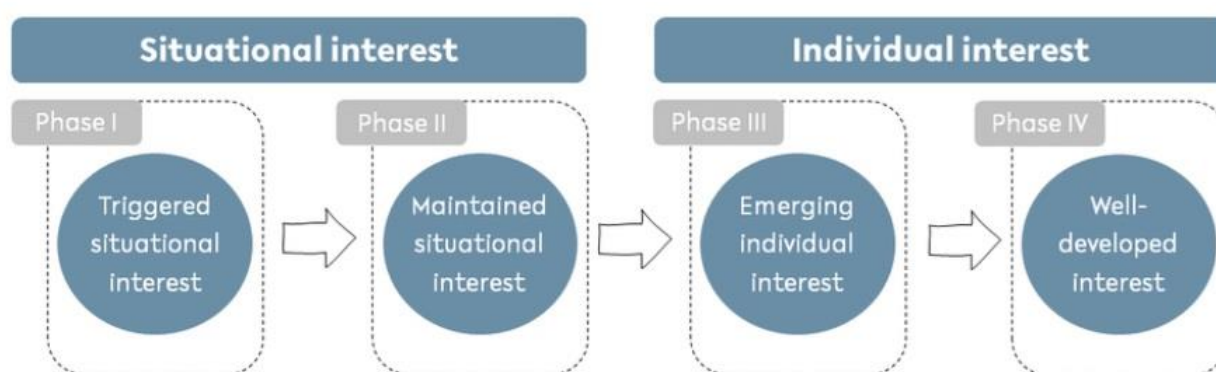 Situational interest
Individual interest
Phase I
Phase II
Phase III
Phase IV
Triggered
situational
interest
Maintained
situational
interest
Emerging
individual
interest
Well-
developed
interest